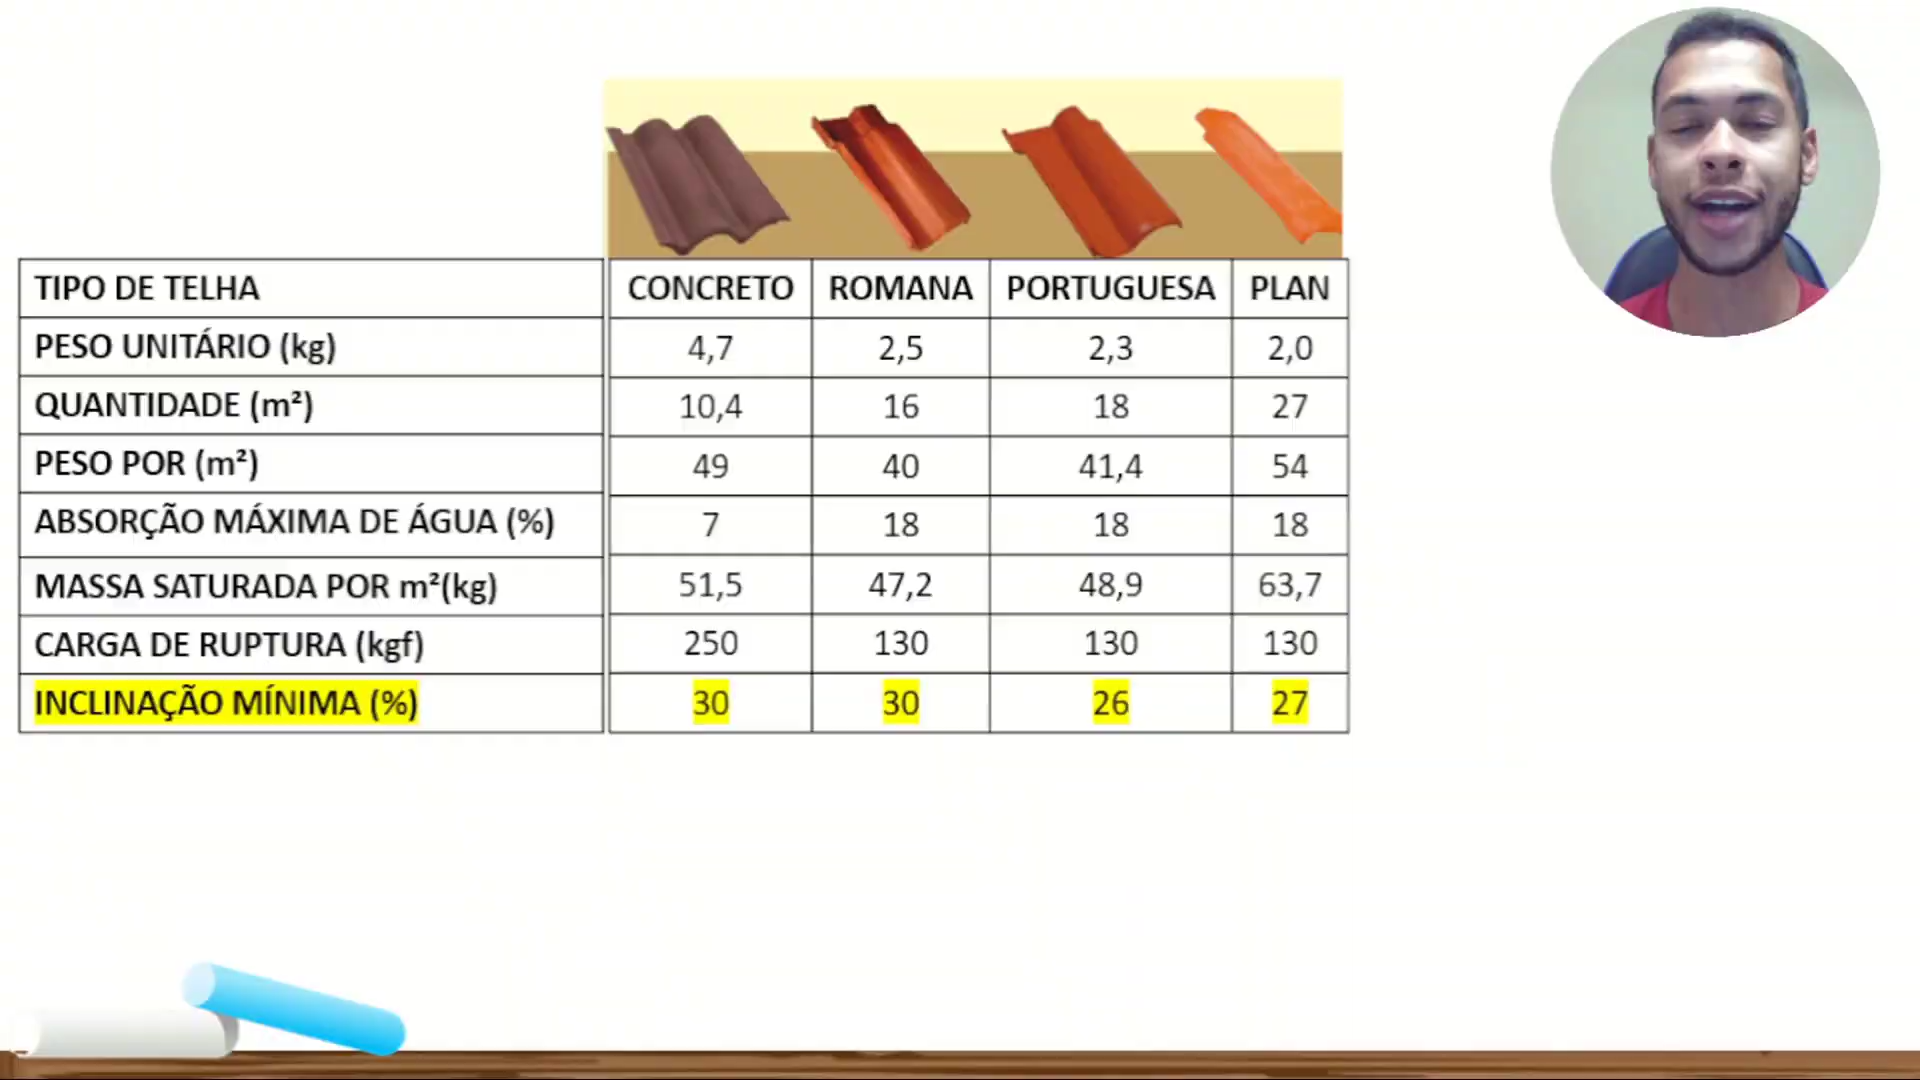 TIPO DE TELHA CONCRETO ROMANA PORTUGUESA PLAN
PESO UNITÁRIO (kg) 4,7 2,5 2,3 2,0
QUANTIDADE (m²) 10,4 16 18 27
PESO POR (m²) 49 40 41,4 54
ABSORÇÃO MÁXIMA DE ÁGUA (%) 7 18 18 18
MASSA SATURADA POR m²(kg) 51,5 47,2 48,9 63,7
CARGA DE RUPTURA (kgf) 250 130 130 130
INCLINAÇÃO MÍNIMA (%) 30 30 26 27